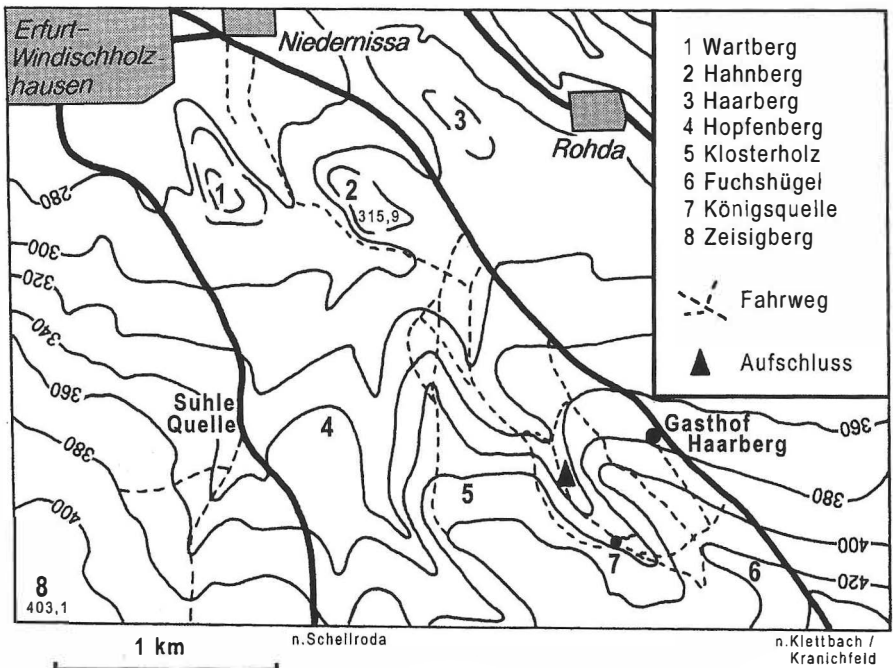 Erfurt-
Windischholz-
hausen
Niedernissa
Rohda
1 Wartberg
2 Hahnberg
3 Haarberg
4 Hopfenberg
5 Klosterholz
6 Fuchshügel
7 Königsquelle
8 Zeisigberg
Fahrweg
Aufschluss
1
2
315,9
3
280
300
320
340
360
380
400
Suhle
Quelle
4
5
Gasthof
Haarberg
360
380
400
420
7
6
8
403,1
1 km
n.Schellroda
n.Klettbach /
Kranichfeld